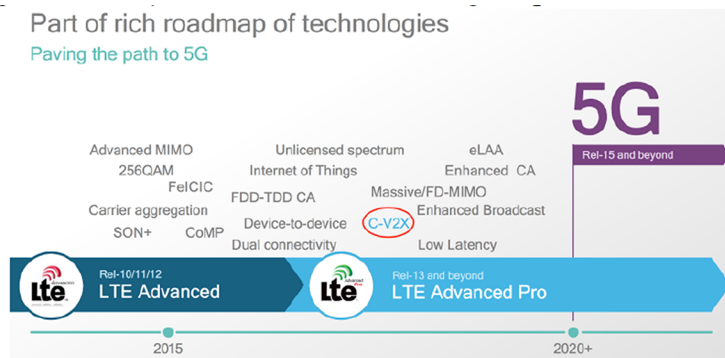 Part of rich roadmap of technologies
Paving the path to 5G
5G
Rel-15 and beyond
Advanced MIMO Unlicensed spectrum eLAA
256QAM Internet of Things Enhanced CA
FeICIC FDD-TDD CA Massive/FD-MIMO
Carrier aggregation Device-to-device C-V2X Enhanced Broadcast
SON+ CoMP Dual connectivity Low Latency
Lte Rel-10/11/12
LTE Advanced
Lte Rel-13 and beyond
LTE Advanced Pro
2015 2020+